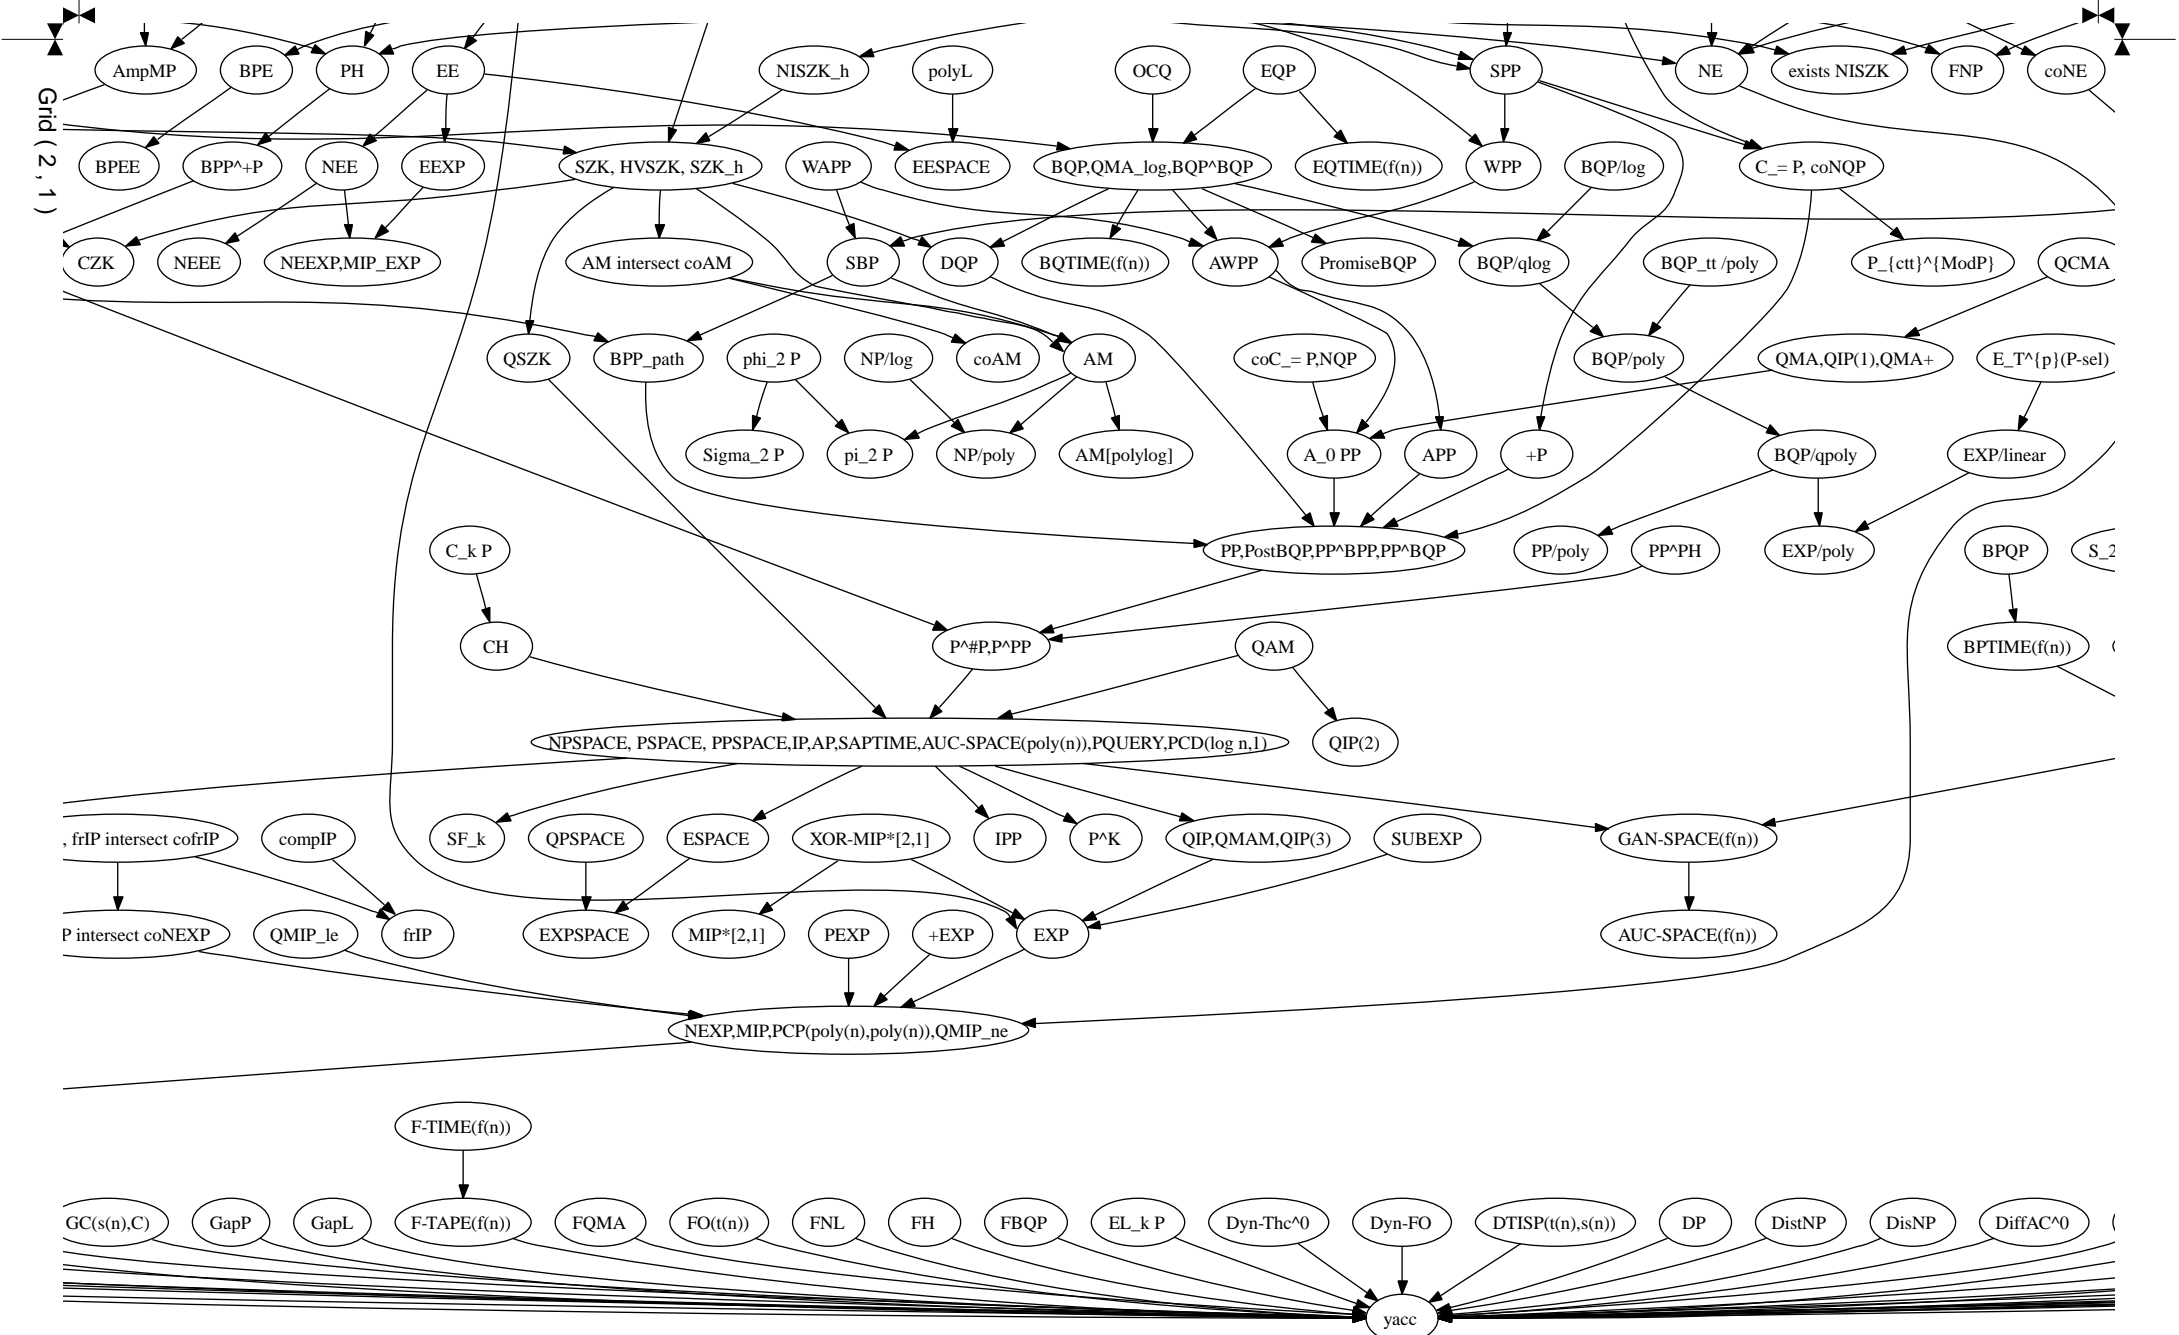 Grid ( 2 , 1 )
AmpMP
BPE
PH
EE
NISZK_h
polyL
OCQ
EQP
SPP
NE
exists NISZK
FNP
coNE
BPEE
BPP^+P
NEE
EEXP
SZK, HVSZK, SZK_h
WAPP
EESPACE
BQP,QMA_log,BQP^BQP
EQTIME(f(n))
WPP
BQP/log
C_= P, coNQP
CZK
NEEE
NEEXP,MIP_EXP
AM intersect coAM
SBP
DQP
BQTIME(f(n))
AWPP
PromiseBQP
BQP/qlog
BQP_tt /poly
P_{ctt}^{ModP}
QCMA
QSZK
BPP_path
phi_2 P
NP/log
coAM
AM
coC_= P,NQP
BQP/poly
QMA,QIP(1),QMA+
E_T^{p}(P-sel)
Sigma_2 P
pi_2 P
NP/poly
AM[polylog]
A_0 PP
APP
+P
BQP/qpoly
EXP/linear
C_k P
PP,PostBQP,PP^BPP,PP^BQP
PP/poly
PP^PH
EXP/poly
BPQP
S_2
CH
P^#P,P^PP
QAM
BPTIME(f(n))
NPSPACE, PSPACE, PPSPACE,IP,AP,SAPTIME,AUC-SPACE(poly(n)),PQUERY,PCD(log n,1)
QIP(2)
, frIP intersect cofrIP
compIP
SF_k
QPSPACE
ESPACE
XOR-MIP*[2,1]
IPP
P^K
QIP,QMAM,QIP(3)
SUBEXP
GAN-SPACE(f(n))
P intersect coNEXP
QMIP_le
frIP
EXPSPACE
MIP*[2,1]
PEXP
+EXP
EXP
AUC-SPACE(f(n))
NEXP,MIP,PCP(poly(n),poly(n)),QMIP_ne
F-TIME(f(n))
GC(s(n),C)
GapP
GapL
F-TAPE(f(n))
FQMA
FO(t(n))
FNL
FH
FBQP
EL_k P
Dyn-Thc^0
Dyn-FO
DTISP(t(n),s(n))
DP
DistNP
DisNP
DiffAC^0
yacc